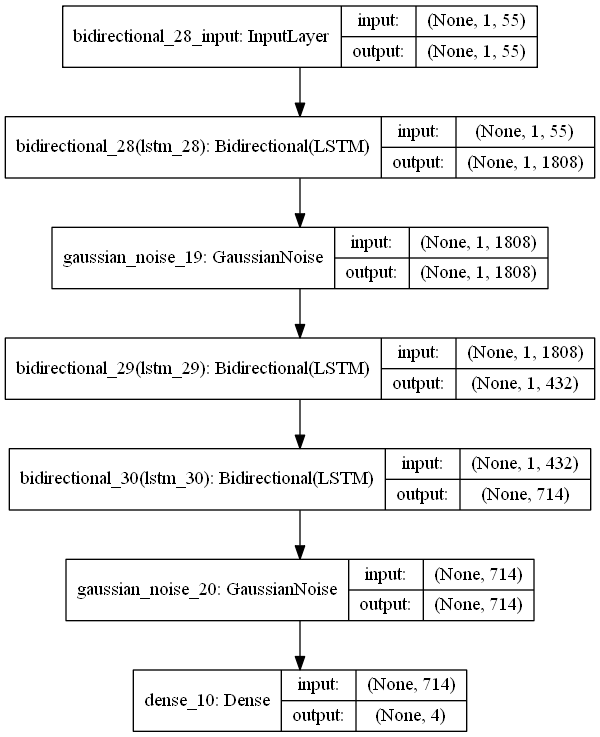 bidirectional_28_input: InputLayer
input: (None, 1, 55)
output: (None, 1, 55)
bidirectional_28(lstm_28): Bidirectional(LSTM)
input: (None, 1, 55)
output: (None, 1, 1808)
gaussian_noise_19: GaussianNoise
input: (None, 1, 1808)
output: (None, 1, 1808)
bidirectional_29(lstm_29): Bidirectional(LSTM)
input: (None, 1, 1808)
output: (None, 1, 432)
bidirectional_30(lstm_30): Bidirectional(LSTM)
input: (None, 1, 432)
output: (None, 714)
gaussian_noise_20: GaussianNoise
input: (None, 714)
output: (None, 714)
dense_10: Dense
input: (None, 714)
output: (None, 4)